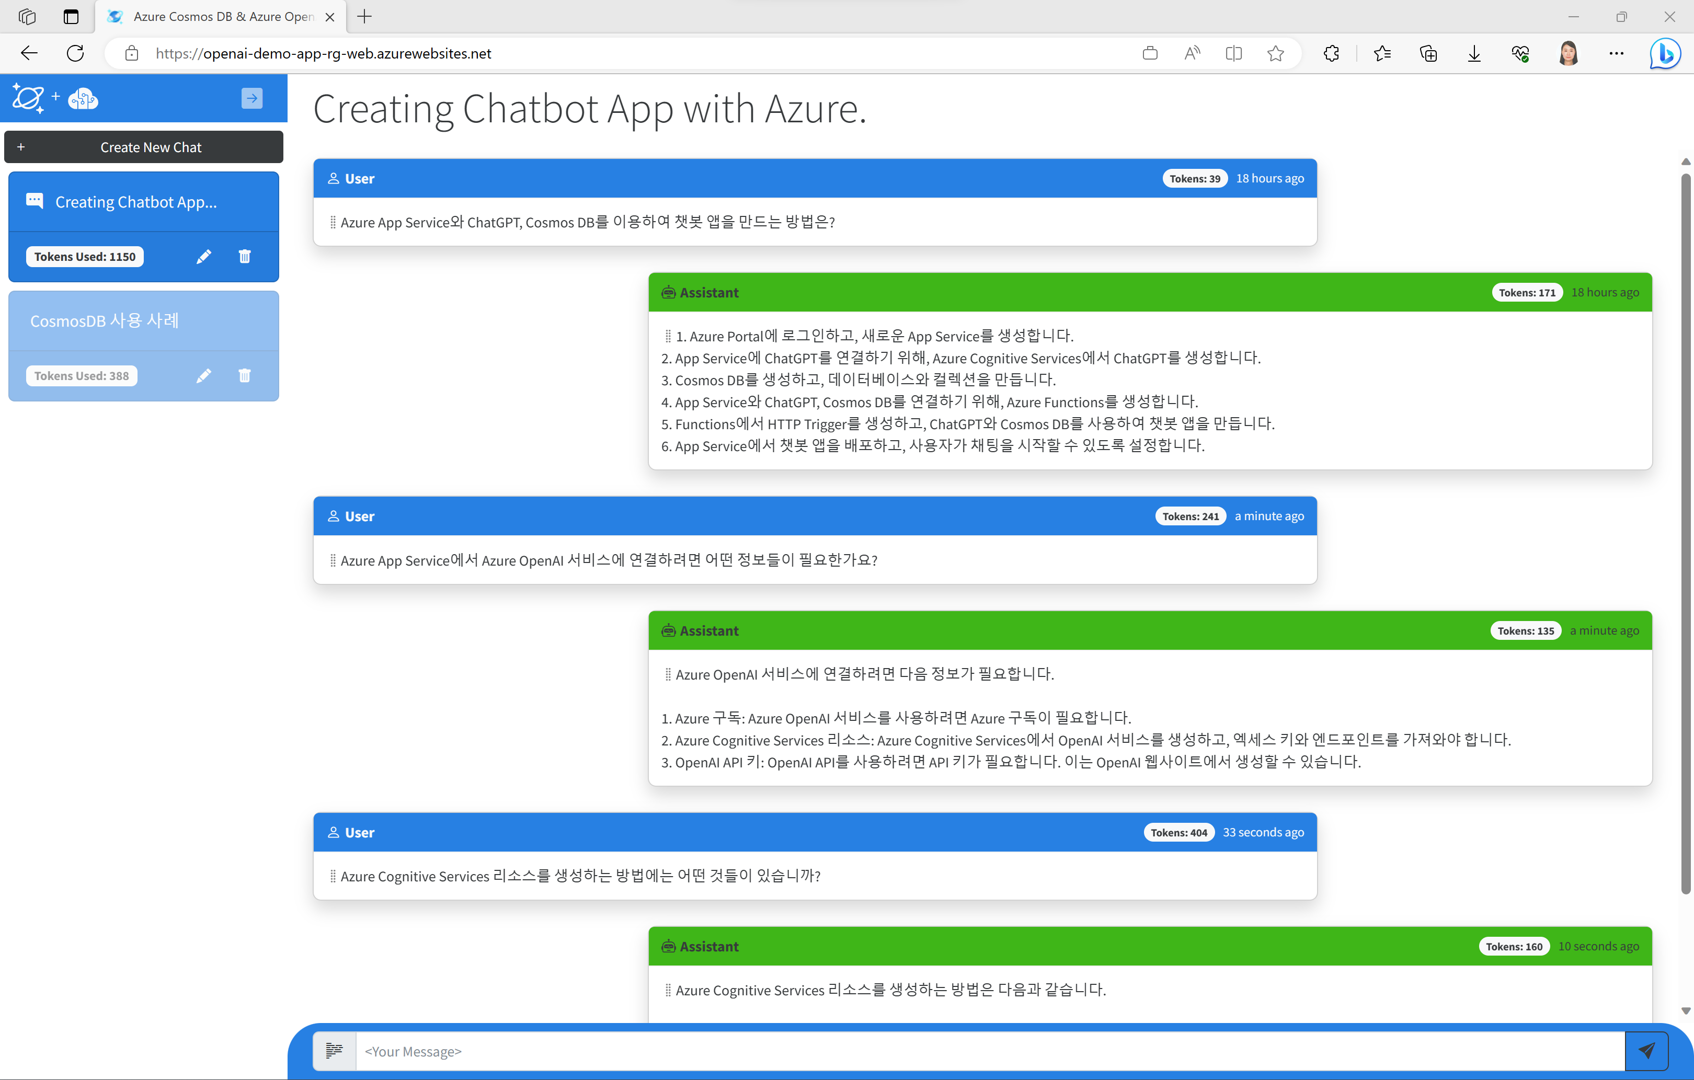 Azure Cosmos DB & Azure Open
https://openai-demo-app-rg-web.azurewebsites.net
+
+ Create New Chat
Creating Chatbot App...
Tokens Used: 1150
CosmosDB 사용 사례
Tokens Used: 388
Creating Chatbot App with Azure.
User Tokens: 39 18 hours ago
Azure App Service와 ChatGPT, Cosmos DB를 이용하여 챗봇 앱을 만드는 방법은?
Assistant Tokens: 171 18 hours ago
1. Azure Portal에 로그인하고, 새로운 App Service를 생성합니다.
2. App Service에 ChatGPT를 연결하기 위해, Azure Cognitive Services에서 ChatGPT를 생성합니다.
3. Cosmos DB를 생성하고, 데이터베이스와 컬렉션을 만듭니다.
4. App Service와 ChatGPT, Cosmos DB를 연결하기 위해, Azure Functions를 생성합니다.
5. Functions에서 HTTP Trigger를 생성하고, ChatGPT와 Cosmos DB를 사용하여 챗봇 앱을 만듭니다.
6. App Service에서 챗봇 앱을 배포하고, 사용자가 채팅을 시작할 수 있도록 설정합니다.
User Tokens: 241 a minute ago
Azure App Service에서 Azure OpenAI 서비스에 연결하려면 어떤 정보들이 필요한가요?
Assistant Tokens: 135 a minute ago
Azure OpenAI 서비스에 연결하려면 다음 정보가 필요합니다.
1. Azure 구독: Azure OpenAI 서비스를 사용하려면 Azure 구독이 필요합니다.
2. Azure Cognitive Services 리소스: Azure Cognitive Services에서 OpenAI 서비스를 생성하고, 엑세스 키와 엔드포인트를 가져와야 합니다.
3. OpenAI API 키: OpenAI API를 사용하려면 API 키가 필요합니다. 이는 OpenAI 웹사이트에서 생성할 수 있습니다.
User Tokens: 404 33 seconds ago
Azure Cognitive Services 리소스를 생성하는 방법에는 어떤 것들이 있습니까?
Assistant Tokens: 160 10 seconds ago
Azure Cognitive Services 리소스를 생성하는 방법은 다음과 같습니다.
<Your Message>